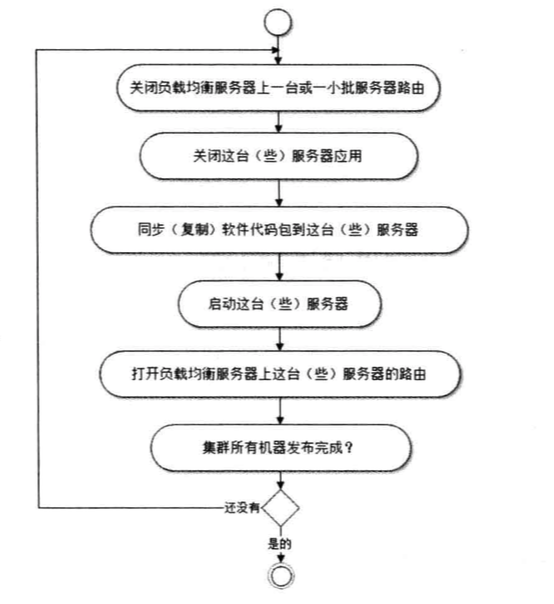 关闭负载均衡服务器上一台或一小批服务器路由
关闭这台（些）服务器应用
同步（复制）软件代码包到这台（些）服务器
启动这台（些）服务器
打开负载均衡服务器上这台（些）服务器的路由
集群所有机器发布完成？
还没有
是的